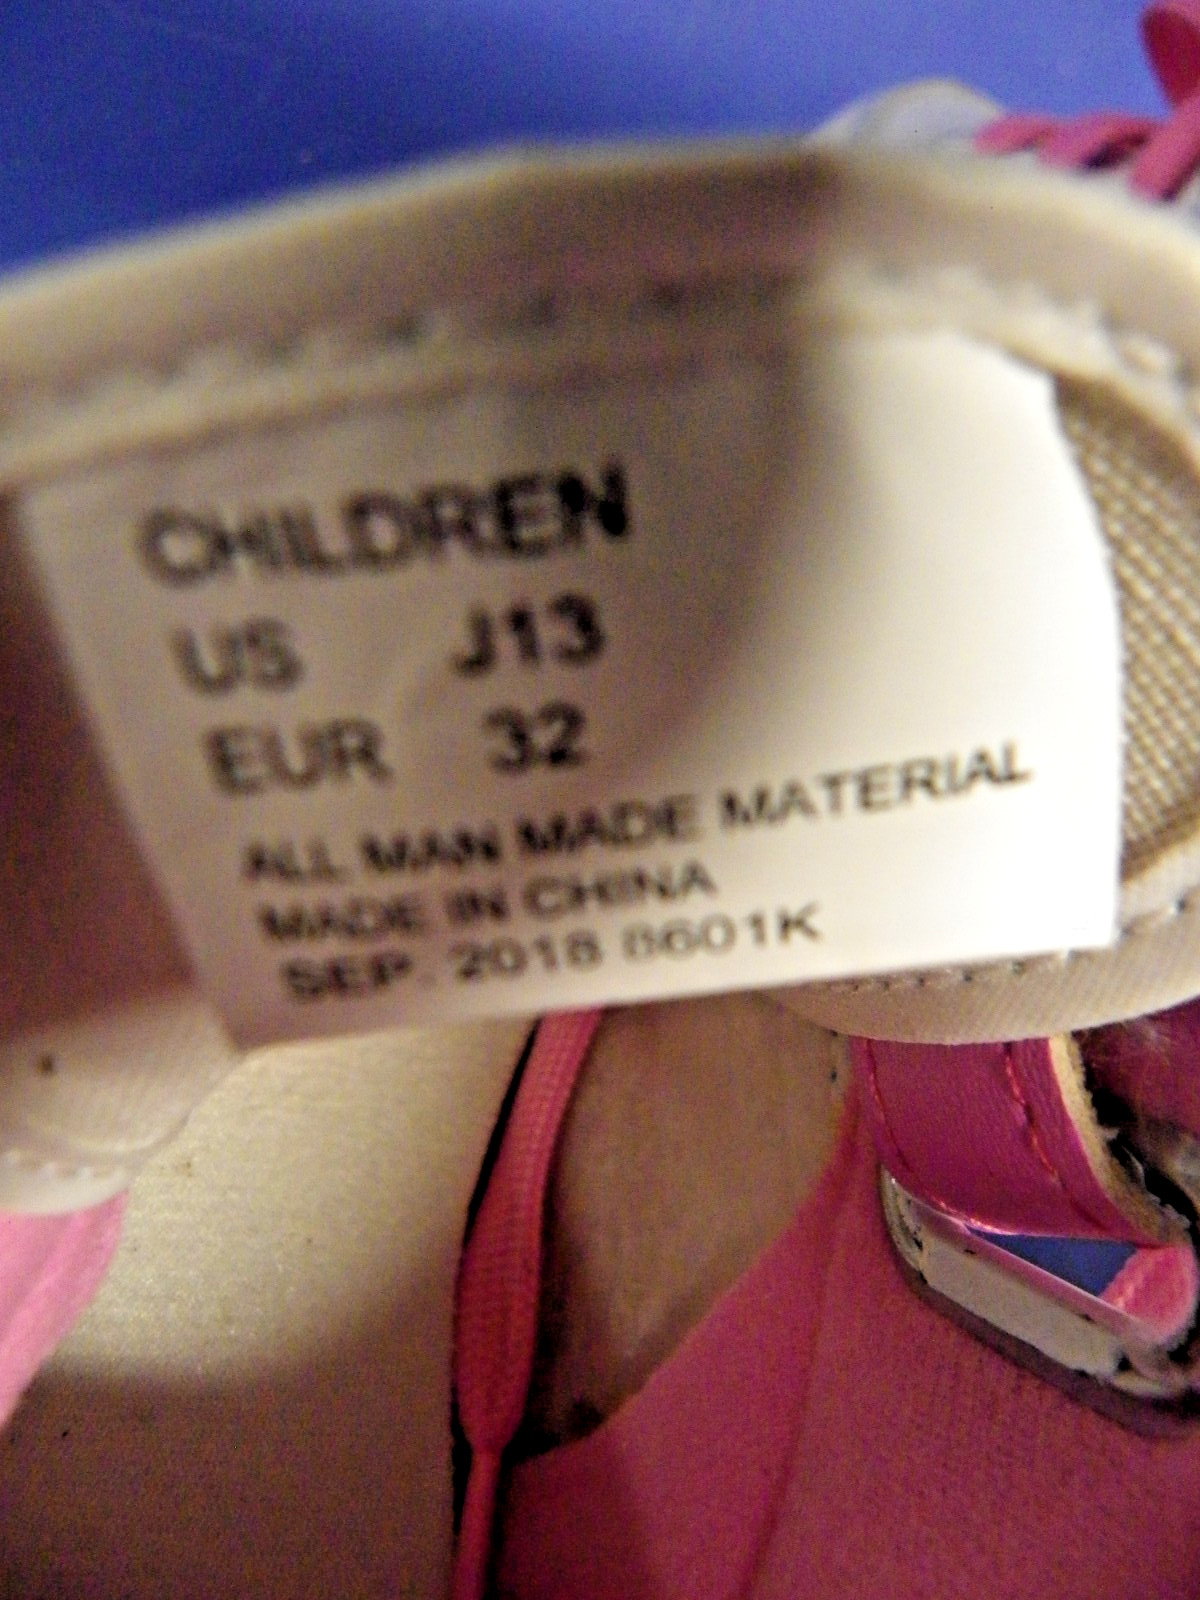 CHILDREN
US J13
EUR 32
ALL MAN MADE MATERIAL
MADE IN CHINA
SEP. 2018 8601K